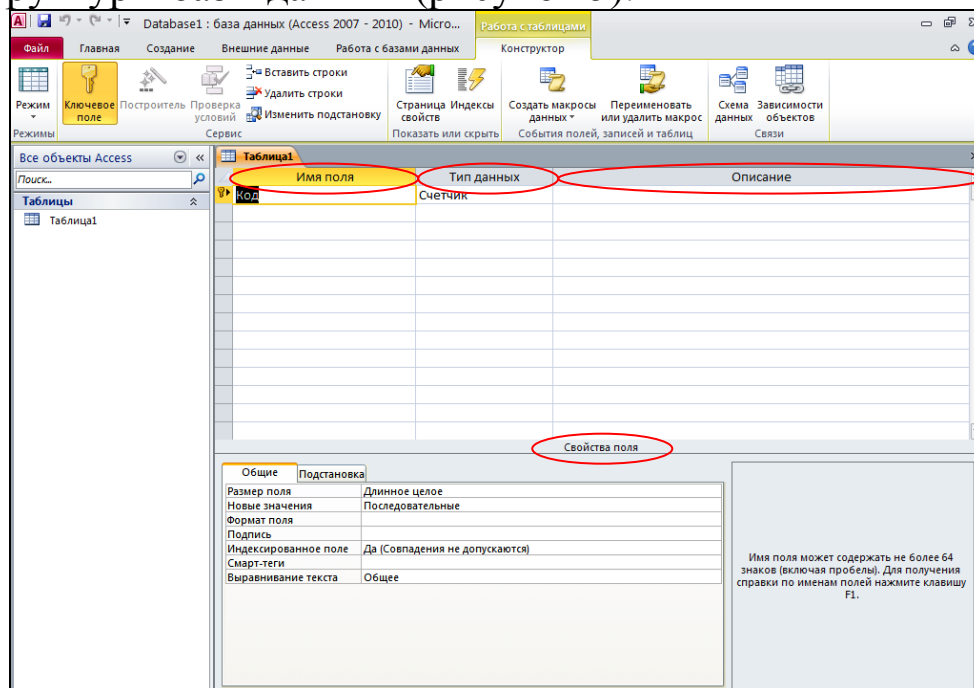 Database1 : база данных (Access 2007 - 2010) - Micro...
Работа с таблицами
Файл Главная Создание Внешние данные Работа с базами данных Конструктор
Режим
Ключевое поле
Построитель
Проверка условий
Вставить строки
Удалить строки
Изменить подстановку
Страница свойств
Индексы
Создать макросы данных
Переименовать или удалить макрос
Схема данных
Зависимости объектов
Режимы Сервис Показать или скрыть События полей, записей и таблиц Связи
Все объекты Access
Поиск...
Таблицы
Таблица1
Таблица1
Имя поля Тип данных Описание
Код Счетчик
Свойства поля
Общие Подстановка
Размер поля Длинное целое
Новые значения Последовательные
Формат поля
Подпись
Индексированное поле Да (Совпадения не допускаются)
Смарт-теги
Выравнивание текста Общее
Имя поля может содержать не более 64
знаков (включая пробелы). Для получения
справки по именам полей нажмите клавишу
F1.